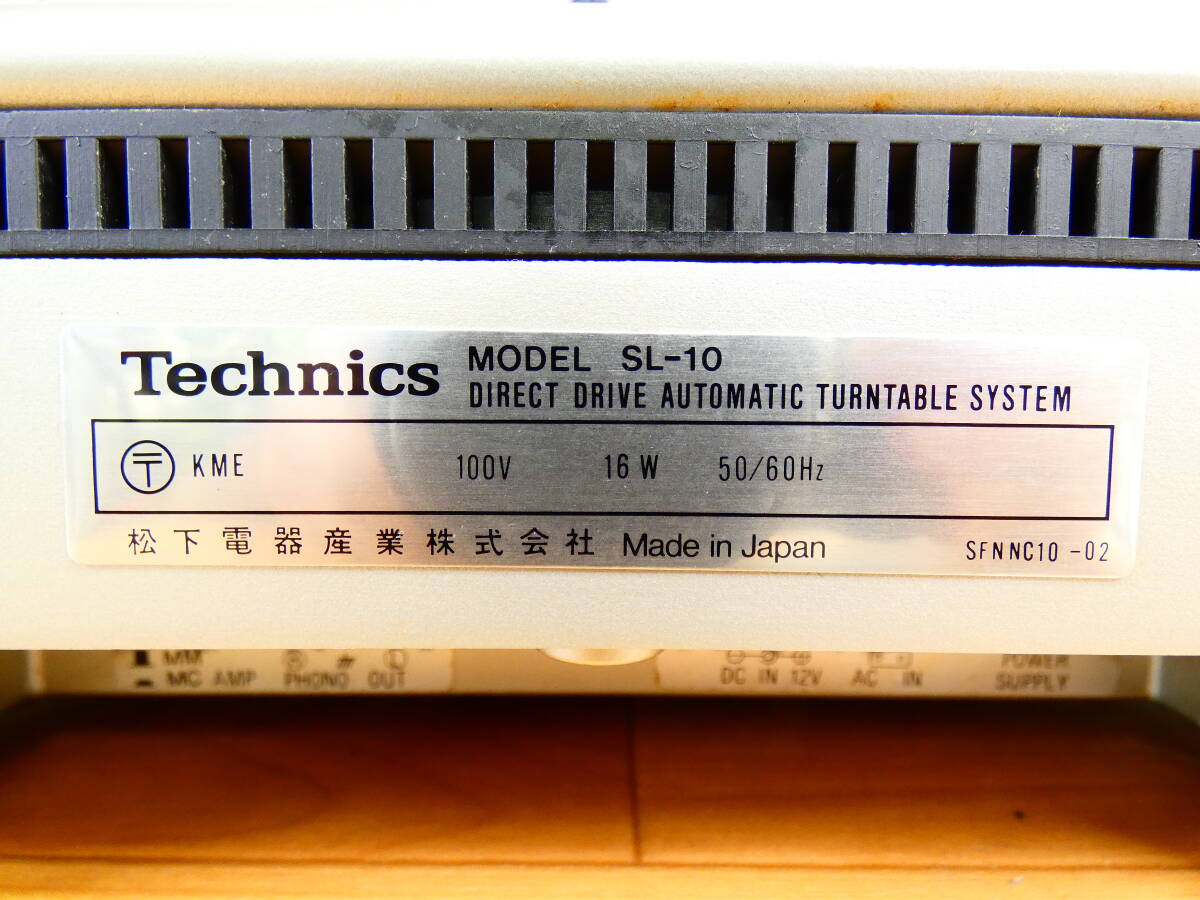 Technics MODEL SL-10
DIRECT DRIVE AUTOMATIC TURNTABLE SYSTEM
〒 KME 100V 16W 50/60Hz
松下電器産業株式会社 Made in Japan SFNNC10-02
MM
MC AMP PHONO OUT DC IN 12V AC IN
POWER
SUPPLY